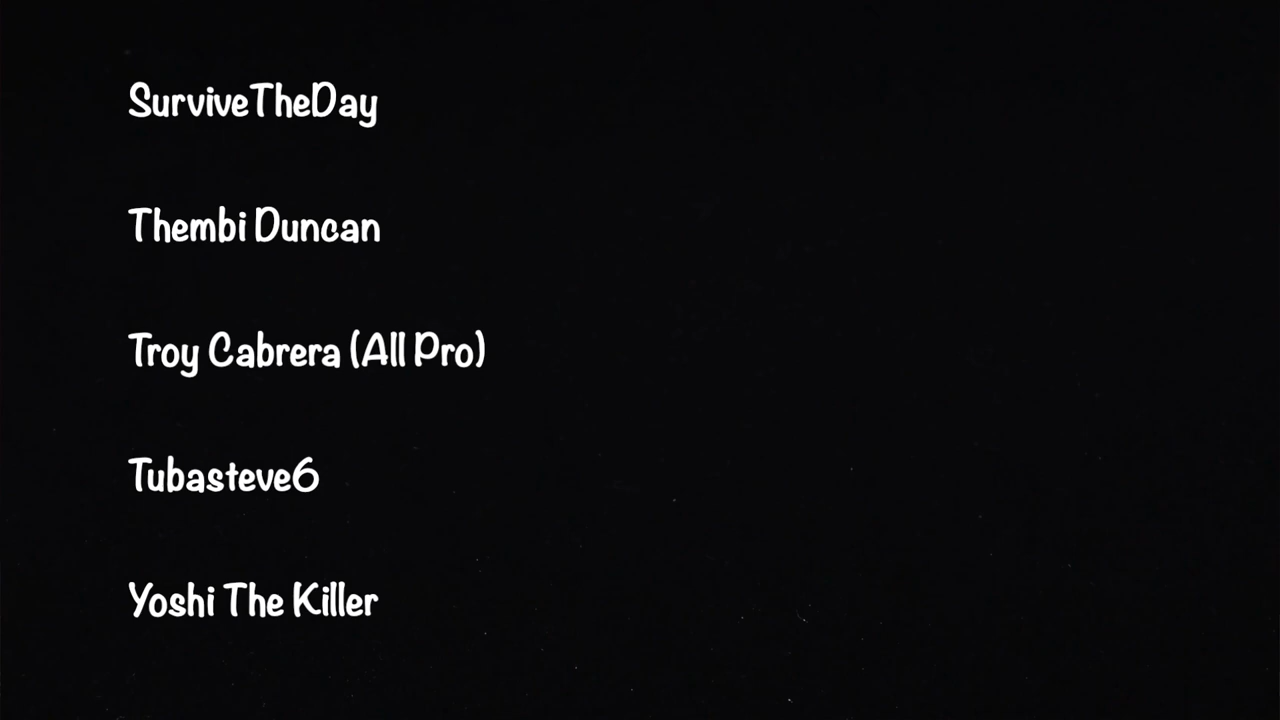 SurviveTheDay
Thembi Duncan
Troy Cabrera (All Pro)
Tubasteve6
Yoshi The Killer